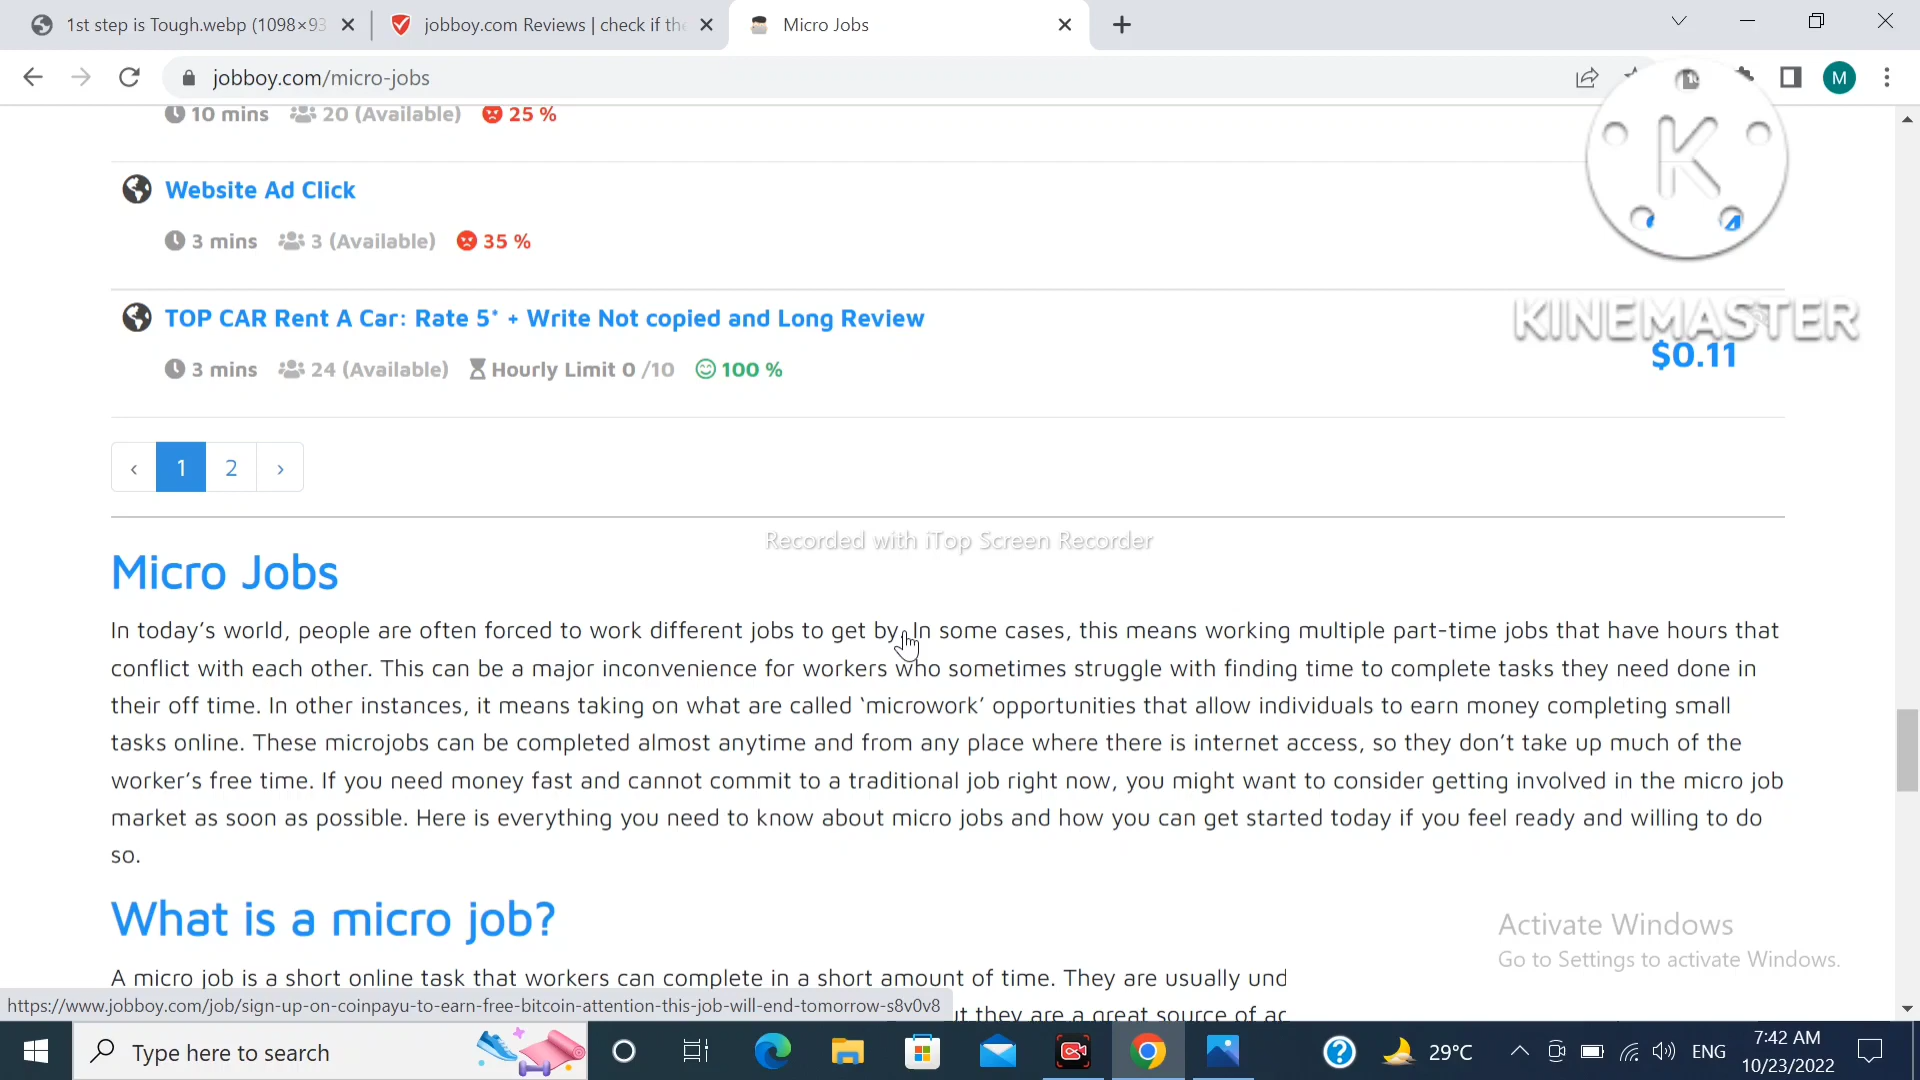 1st step is Tough.webp (1098×93
jobboy.com Reviews | check if the
Micro Jobs
jobboy.com/micro-jobs
M
10 mins 20 (Available) 25 %
Website Ad Click
3 mins 3 (Available) 35 %
K
KINEMASTER
TOP CAR Rent A Car: Rate 5* + Write Not copied and Long Review
$0.11
3 mins 24 (Available) Hourly Limit 0 /10 100 %
‹ 1 2 ›
Recorded with iTop Screen Recorder
Micro Jobs
In today's world, people are often forced to work different jobs to get by. In some cases, this means working multiple part-time jobs that have hours that
conflict with each other. This can be a major inconvenience for workers who sometimes struggle with finding time to complete tasks they need done in
their off time. In other instances, it means taking on what are called ‘microwork’ opportunities that allow individuals to earn money completing small
tasks online. These microjobs can be completed almost anytime and from any place where there is internet access, so they don't take up much of the
worker's free time. If you need money fast and cannot commit to a traditional job right now, you might want to consider getting involved in the micro job
market as soon as possible. Here is everything you need to know about micro jobs and how you can get started today if you feel ready and willing to do
so.
What is a micro job?
Activate Windows
Go to Settings to activate Windows.
A micro job is a short online task that workers can complete in a short amount of time. They are usually
https://www.jobboy.com/job/sign-up-on-coinpayu-to-earn-free-bitcoin-attention-this-job-will-end-tomorrow-s8v0v8
they are a great source of
Type here to search
29°C
ENG
7:42 AM
10/23/2022